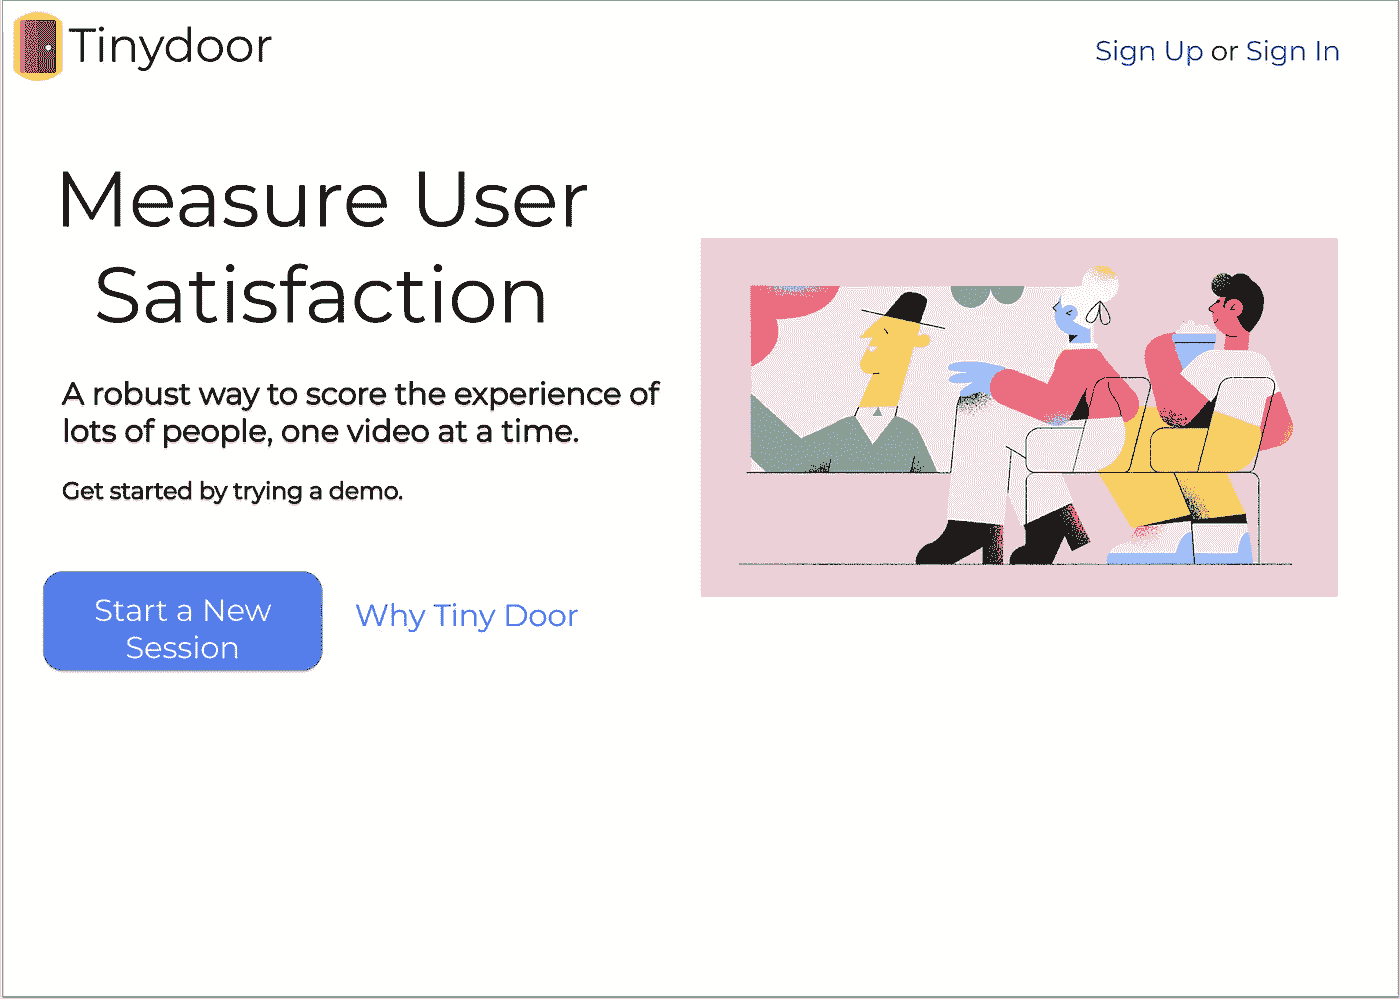 Tinydoor
Sign Up or Sign In
Measure User
Satisfaction
A robust way to score the experience of
lots of people, one video at a time.
Get started by trying a demo.
Start a New
Session
Why Tiny Door